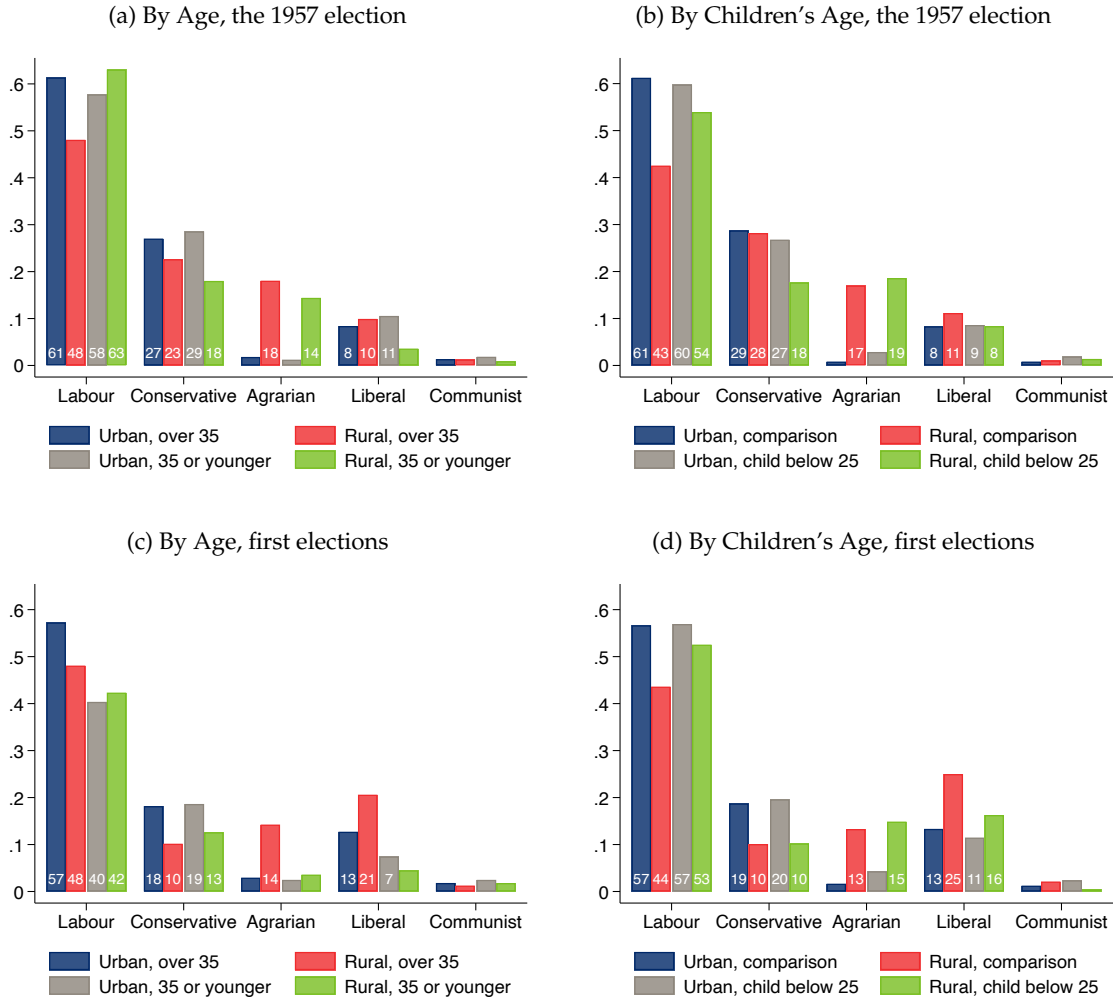 (a) By Age, the 1957 election
.6
.5
.4
.3
.2
.1
0
61 48 58 63 27 23 29 18 18 14 8 10 11
Labour Conservative Agrarian Liberal Communist
Urban, over 35 Rural, over 35
Urban, 35 or younger Rural, 35 or younger
(b) By Children's Age, the 1957 election
.6
.5
.4
.3
.2
.1
0
61 43 60 54 29 28 27 18 17 19 8 11 9 8
Labour Conservative Agrarian Liberal Communist
Urban, comparison Rural, comparison
Urban, child below 25 Rural, child below 25
(c) By Age, first elections
.6
.5
.4
.3
.2
.1
0
57 48 40 42 18 10 19 13 14 13 21 7
Labour Conservative Agrarian Liberal Communist
Urban, over 35 Rural, over 35
Urban, 35 or younger Rural, 35 or younger
(d) By Children's Age, first elections
.6
.5
.4
.3
.2
.1
0
57 44 57 53 19 10 20 10 13 15 13 25 11 16
Labour Conservative Agrarian Liberal Communist
Urban, comparison Rural, comparison
Urban, child below 25 Rural, child below 25